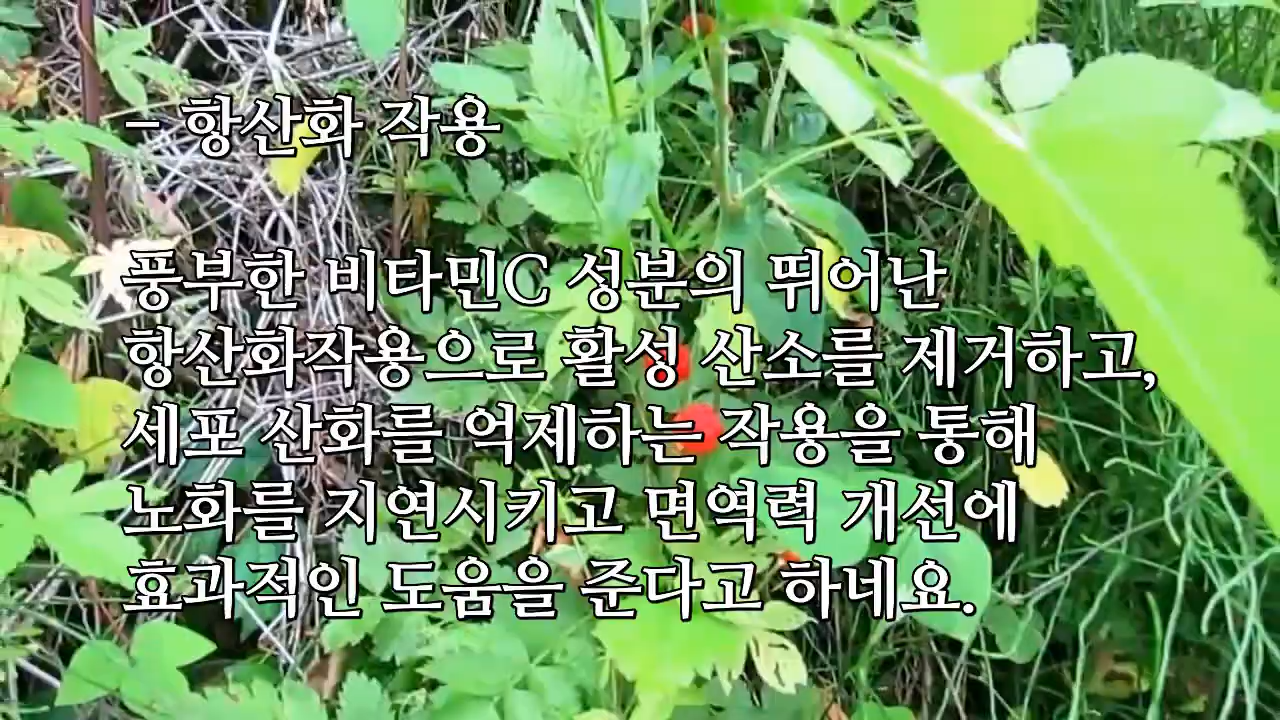 - 항산화 작용
풍부한 비타민C 성분의 뛰어난
항산화작용으로 활성 산소를 제거하고,
세포 산화를 억제하는 작용을 통해
노화를 지연시키고 면역력 개선에
효과적인 도움을 준다고 하네요.